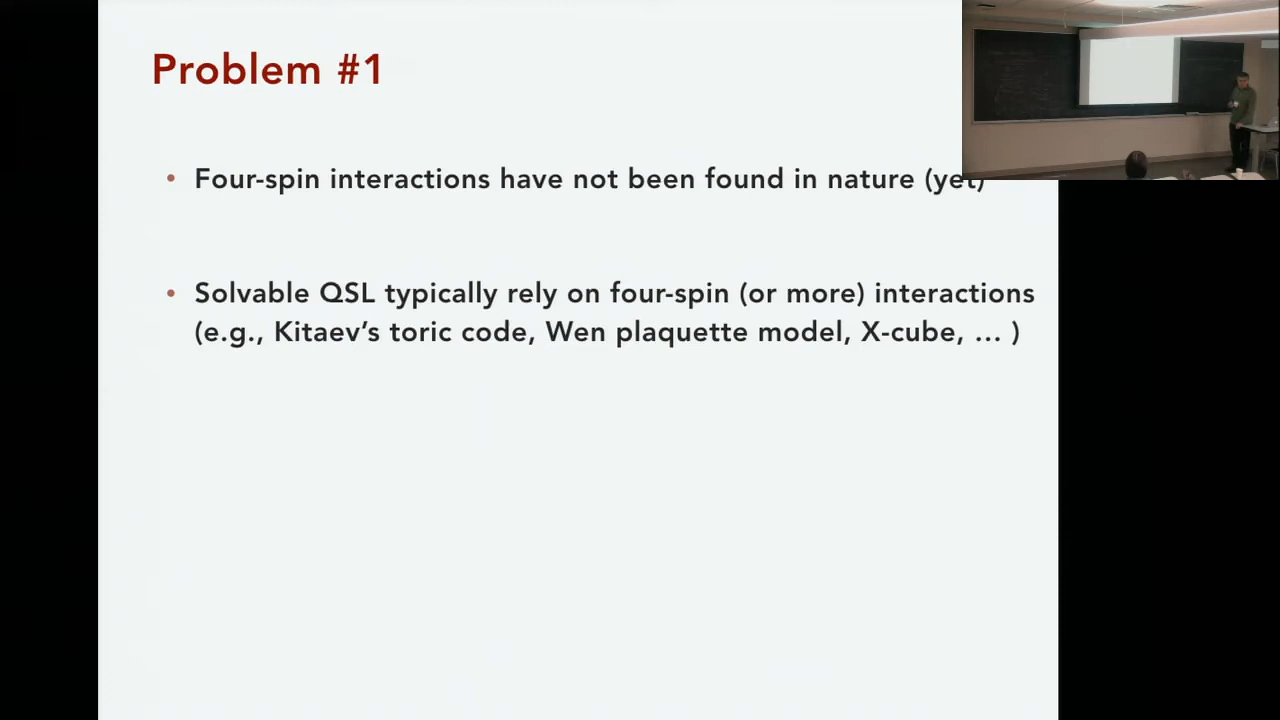 Problem #1
• Four-spin interactions have not been found in nature (yet)
• Solvable QSL typically rely on four-spin (or more) interactions
(e.g., Kitaev’s toric code, Wen plaquette model, X-cube, … )